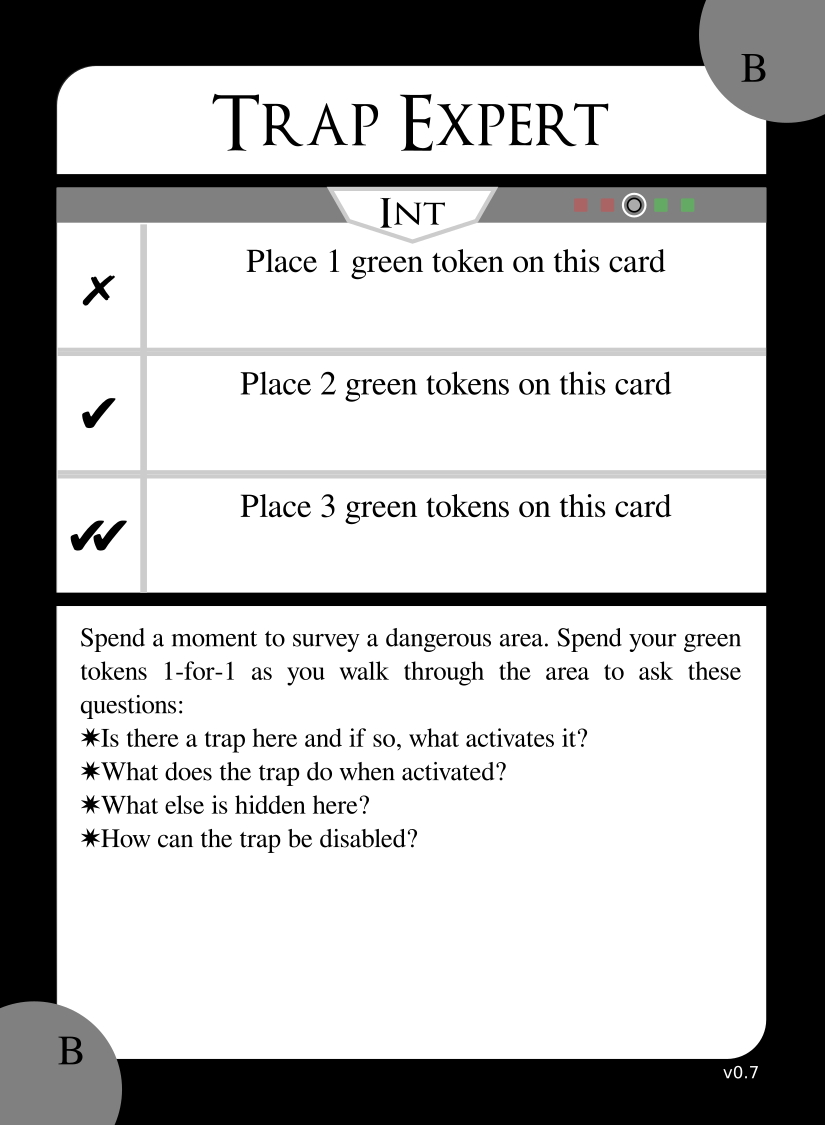 B
TRAP EXPERT
INT
✗
Place 1 green token on this card
✔
Place 2 green tokens on this card
✔✔
Place 3 green tokens on this card
Spend a moment to survey a dangerous area. Spend your green
tokens 1-for-1 as you walk through the area to ask these
questions:
✷Is there a trap here and if so, what activates it?
✷What does the trap do when activated?
✷What else is hidden here?
✷How can the trap be disabled?
B
v0.7